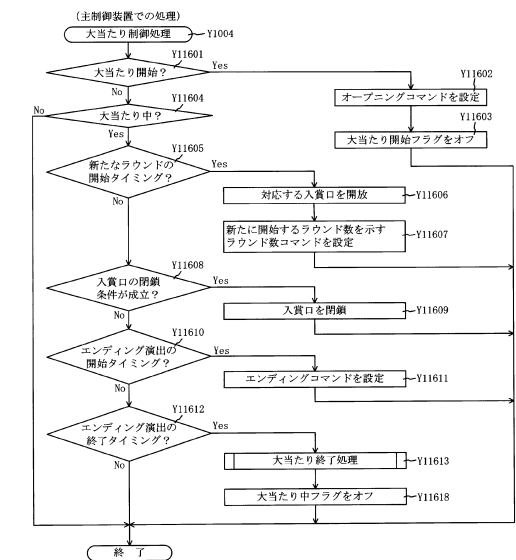 (主制御装置での処理)
大当たり制御処理
Y1004
Y11601
大当たり開始？
Yes
No
Y11602
オープニングコマンドを設定
Y11603
大当たり開始フラグをオフ
Y11604
大当たり中？
No
Yes
Y11605
新たなラウンドの
開始タイミング？
Yes
No
対応する入賞口を開放
Y11606
新たに開始するラウンド数を示す
ラウンド数コマンドを設定
Y11607
Y11608
入賞口の閉鎖
条件が成立？
Yes
No
入賞口を閉鎖
Y11609
Y11610
エンディング演出の
開始タイミング？
Yes
No
エンディングコマンドを設定
Y11611
Y11612
エンディング演出の
終了タイミング？
Yes
No
大当たり終了処理
Y11613
大当たり中フラグをオフ
Y11618
終 了